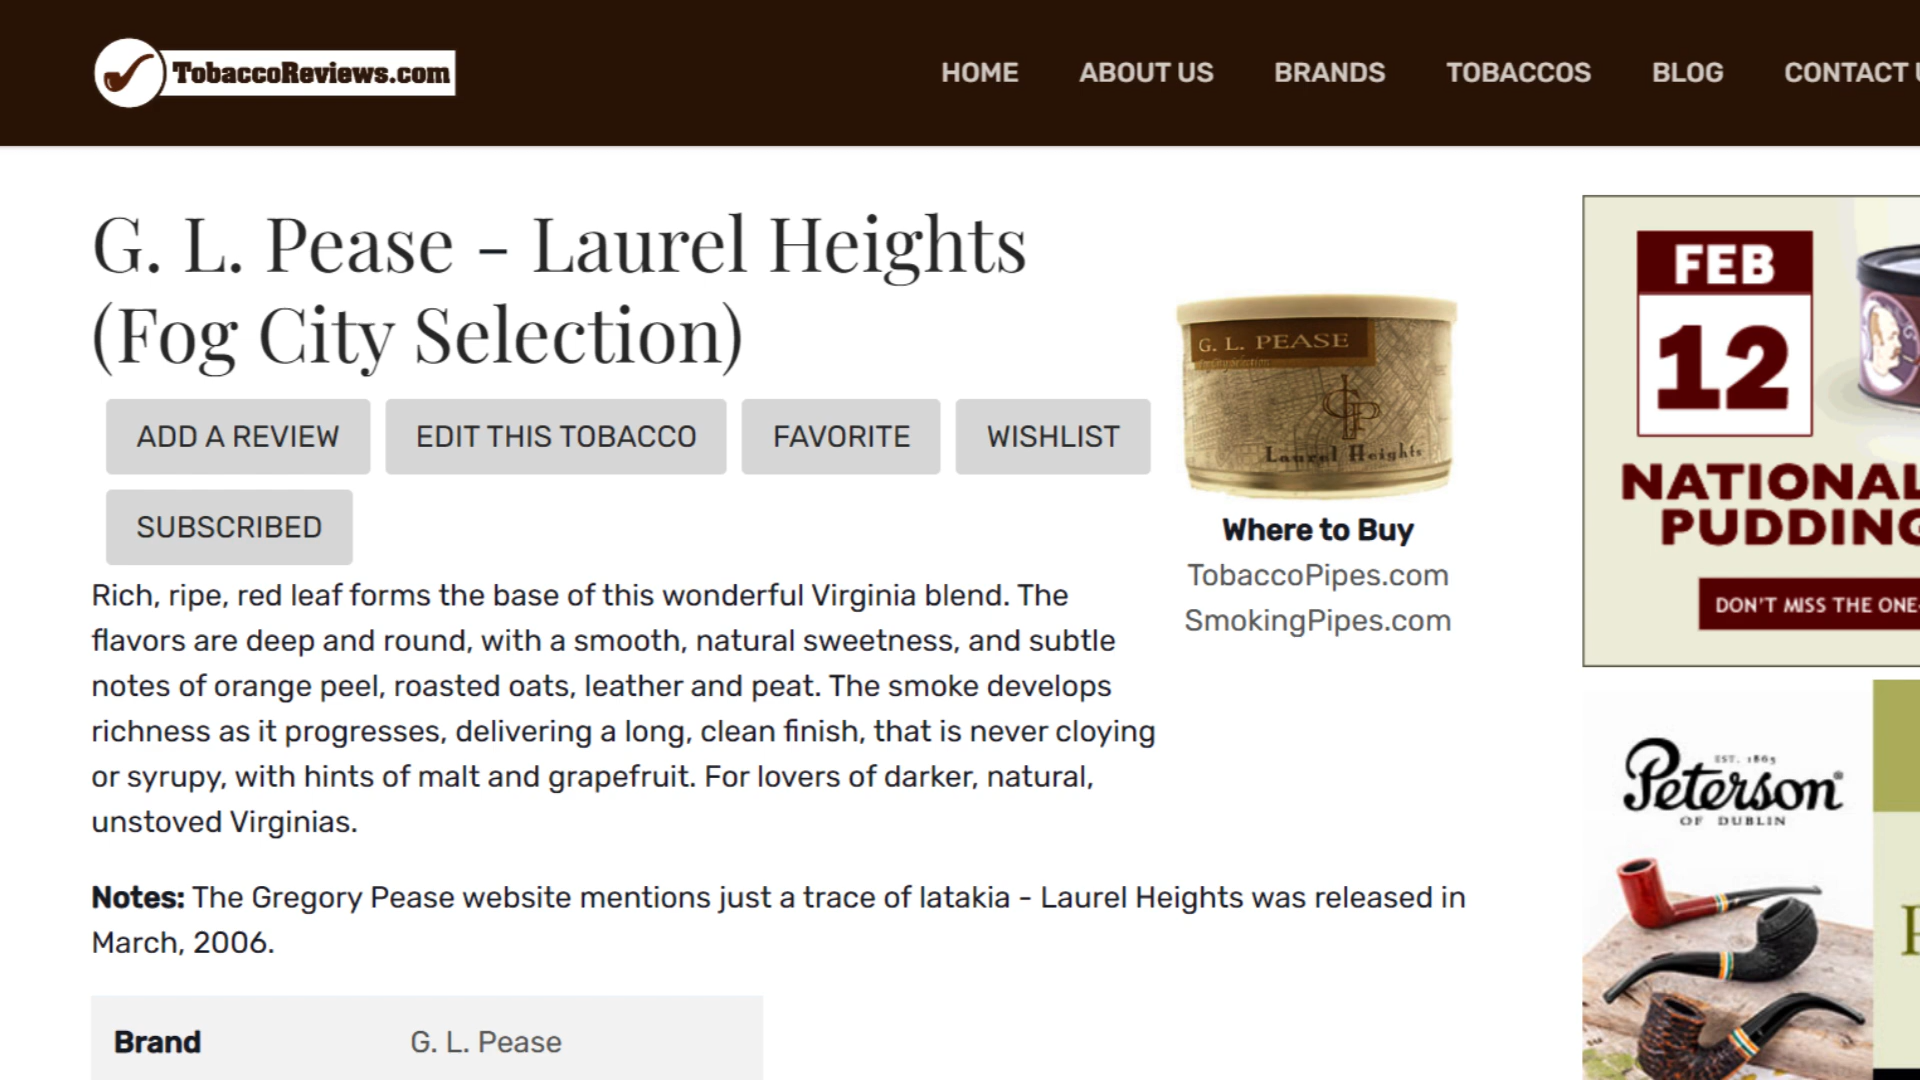 TobaccoReviews.com
HOME ABOUT US BRANDS TOBACCOS BLOG CONTACT
G. L. Pease - Laurel Heights
(Fog City Selection)
ADD A REVIEW EDIT THIS TOBACCO FAVORITE WISHLIST
SUBSCRIBED
Rich, ripe, red leaf forms the base of this wonderful Virginia blend. The
flavors are deep and round, with a smooth, natural sweetness, and subtle
notes of orange peel, roasted oats, leather and peat. The smoke develops
richness as it progresses, delivering a long, clean finish, that is never cloying
or syrupy, with hints of malt and grapefruit. For lovers of darker, natural,
unstoved Virginias.
G. L. PEASE
Fog City Selection
GLP
Laurel Heights
Where to Buy
TobaccoPipes.com
SmokingPipes.com
Notes: The Gregory Pease website mentions just a trace of latakia - Laurel Heights was released in
March, 2006.
Brand G. L. Pease
FEB
12
NATIONAL
PUDDING
DON'T MISS THE ONE-
EST. 1865
Peterson®
OF DUBLIN